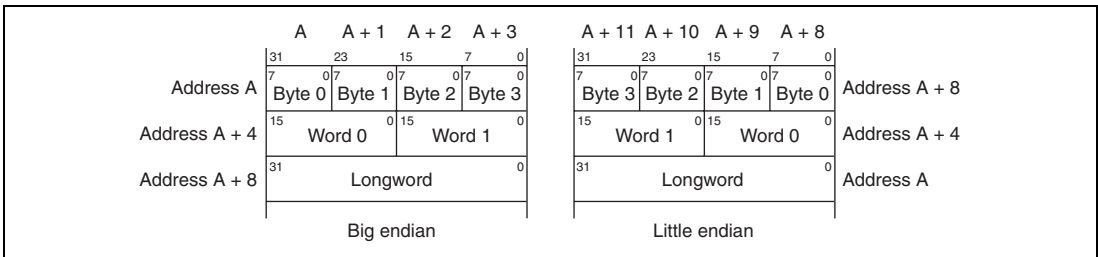 A A + 1 A + 2 A + 3 A + 11 A + 10 A + 9 A + 8
31 23 15 7 0 31 23 15 7 0
7 0 7 0 7 0 7 0 7 0 7 0 7 0 7 0
Address A Byte 0 Byte 1 Byte 2 Byte 3 Byte 3 Byte 2 Byte 1 Byte 0 Address A + 8
15 0 15 0 15 0 15 0
Address A + 4 Word 0 Word 1 Word 1 Word 0 Address A + 4
31 0 31 0
Address A + 8 Longword Longword Address A
Big endian Little endian